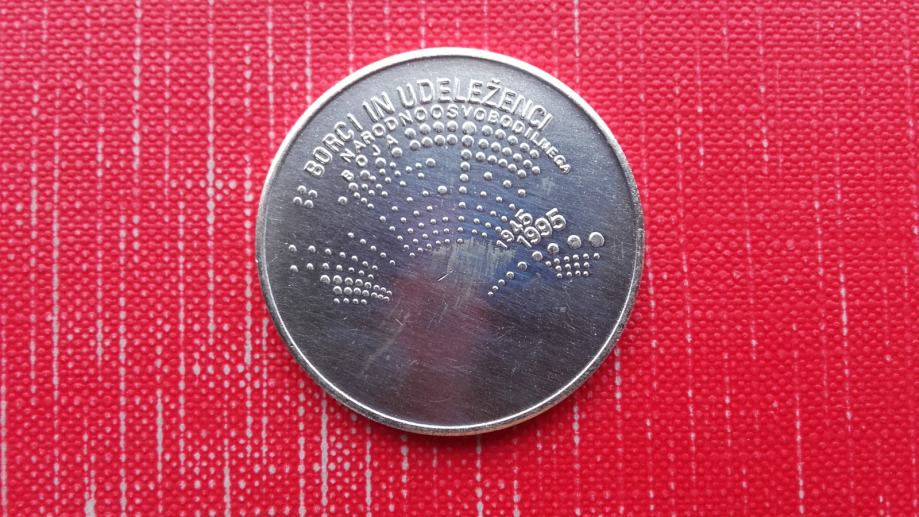 BORCI IN UDELEŽENCI
NARODNOOSVOBODILNEGA
BOJA
1945
1995